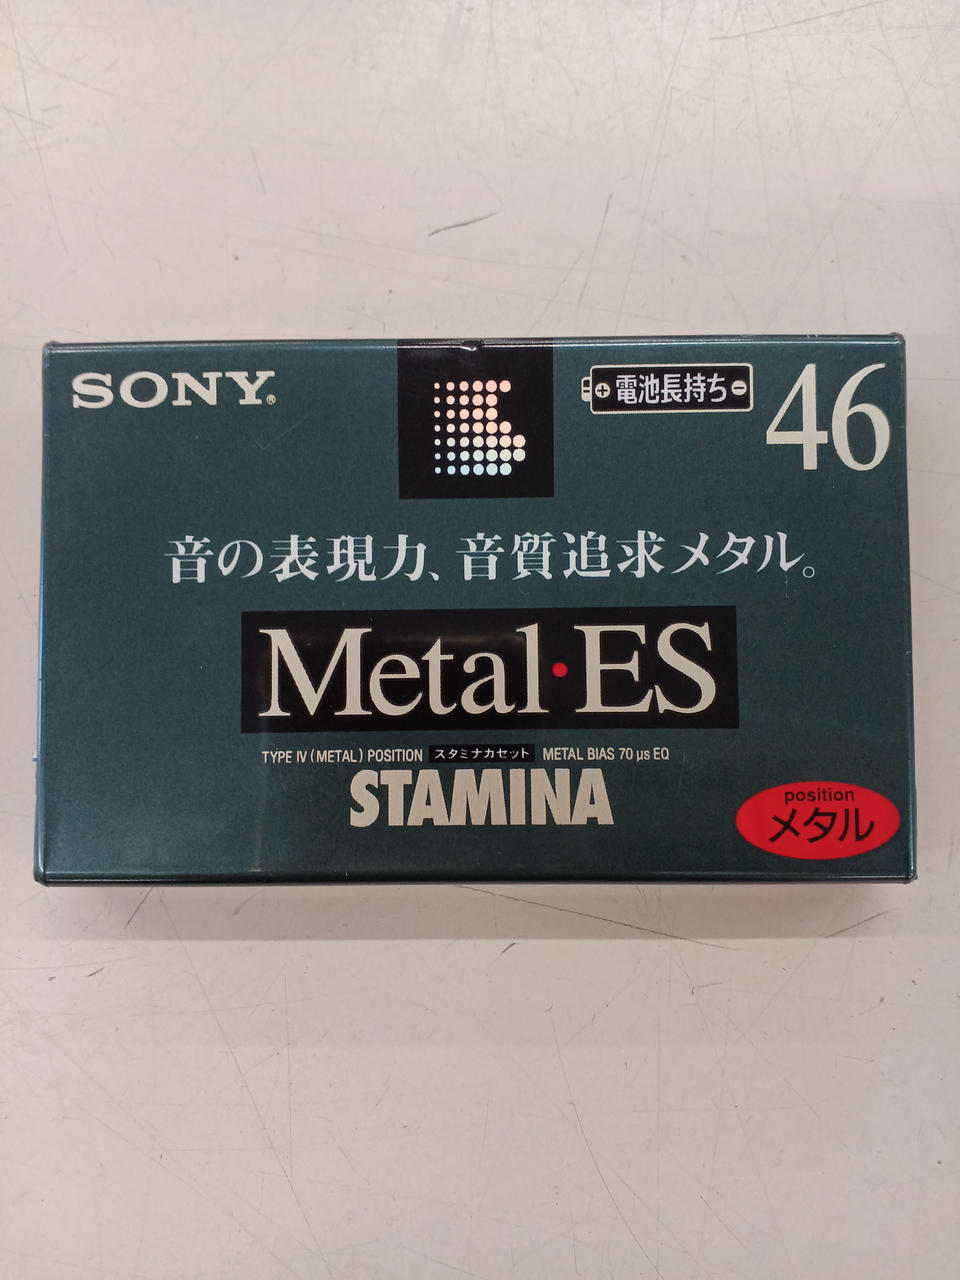 SONY®
電池長持ち
46
音の表現力、音質追求メタル。
Metal·ES
TYPE IV (METAL) POSITION スタミナカセット METAL BIAS 70 µs EQ
STAMINA
position
メタル